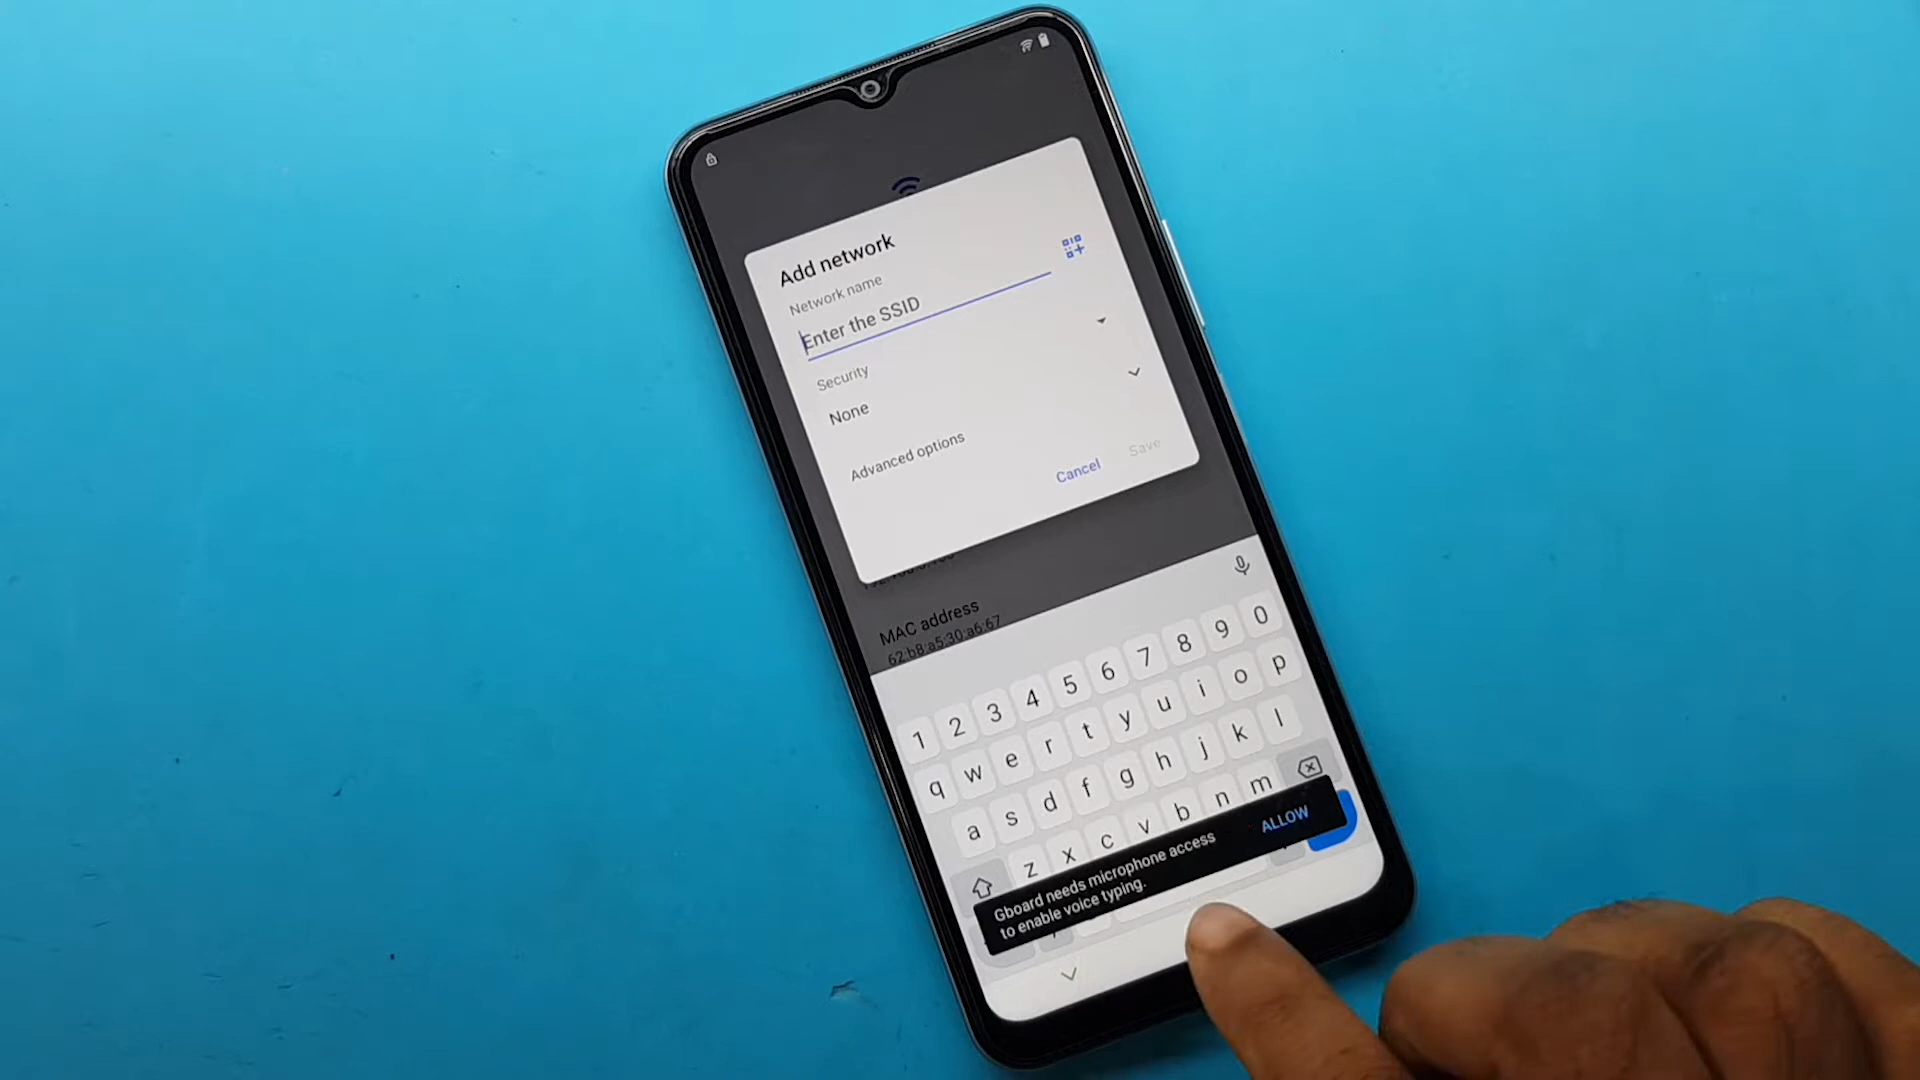 Add network
Network name
Enter the SSID
Security
None
Advanced options
Cancel
Save
MAC address
62:b8:a5:30:a6:67
1 2 3 4 5 6 7 8 9 0
q w e r t y u i o p
a s d f g h j k l
z x c v b n m
Gboard needs microphone access
to enable voice typing.
ALLOW